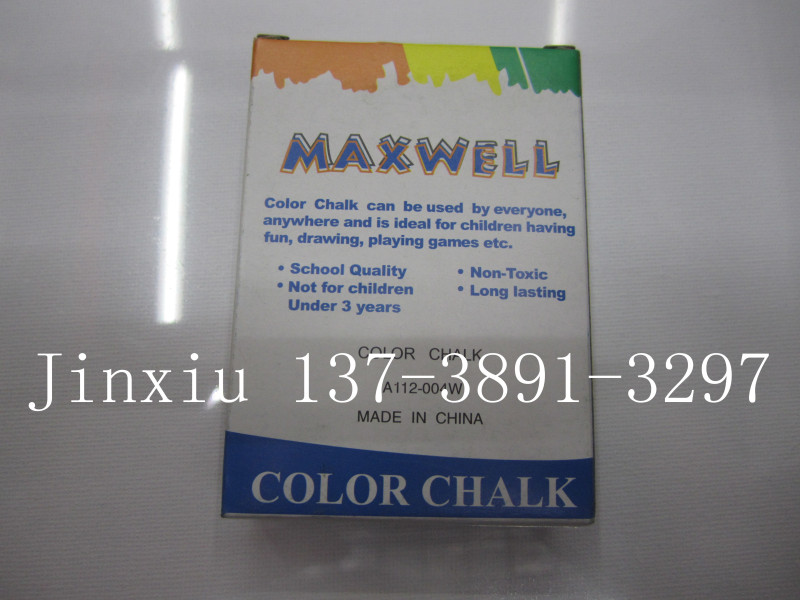 MAXWELL
Color Chalk can be used by everyone,
anywhere and is ideal for children having
fun, drawing, playing games etc.
• School Quality
• Not for children
Under 3 years
• Non-Toxic
• Long lasting
COLOR CHALK
Jinxiu 137-3891-3297
A112-004W
MADE IN CHINA
COLOR CHALK